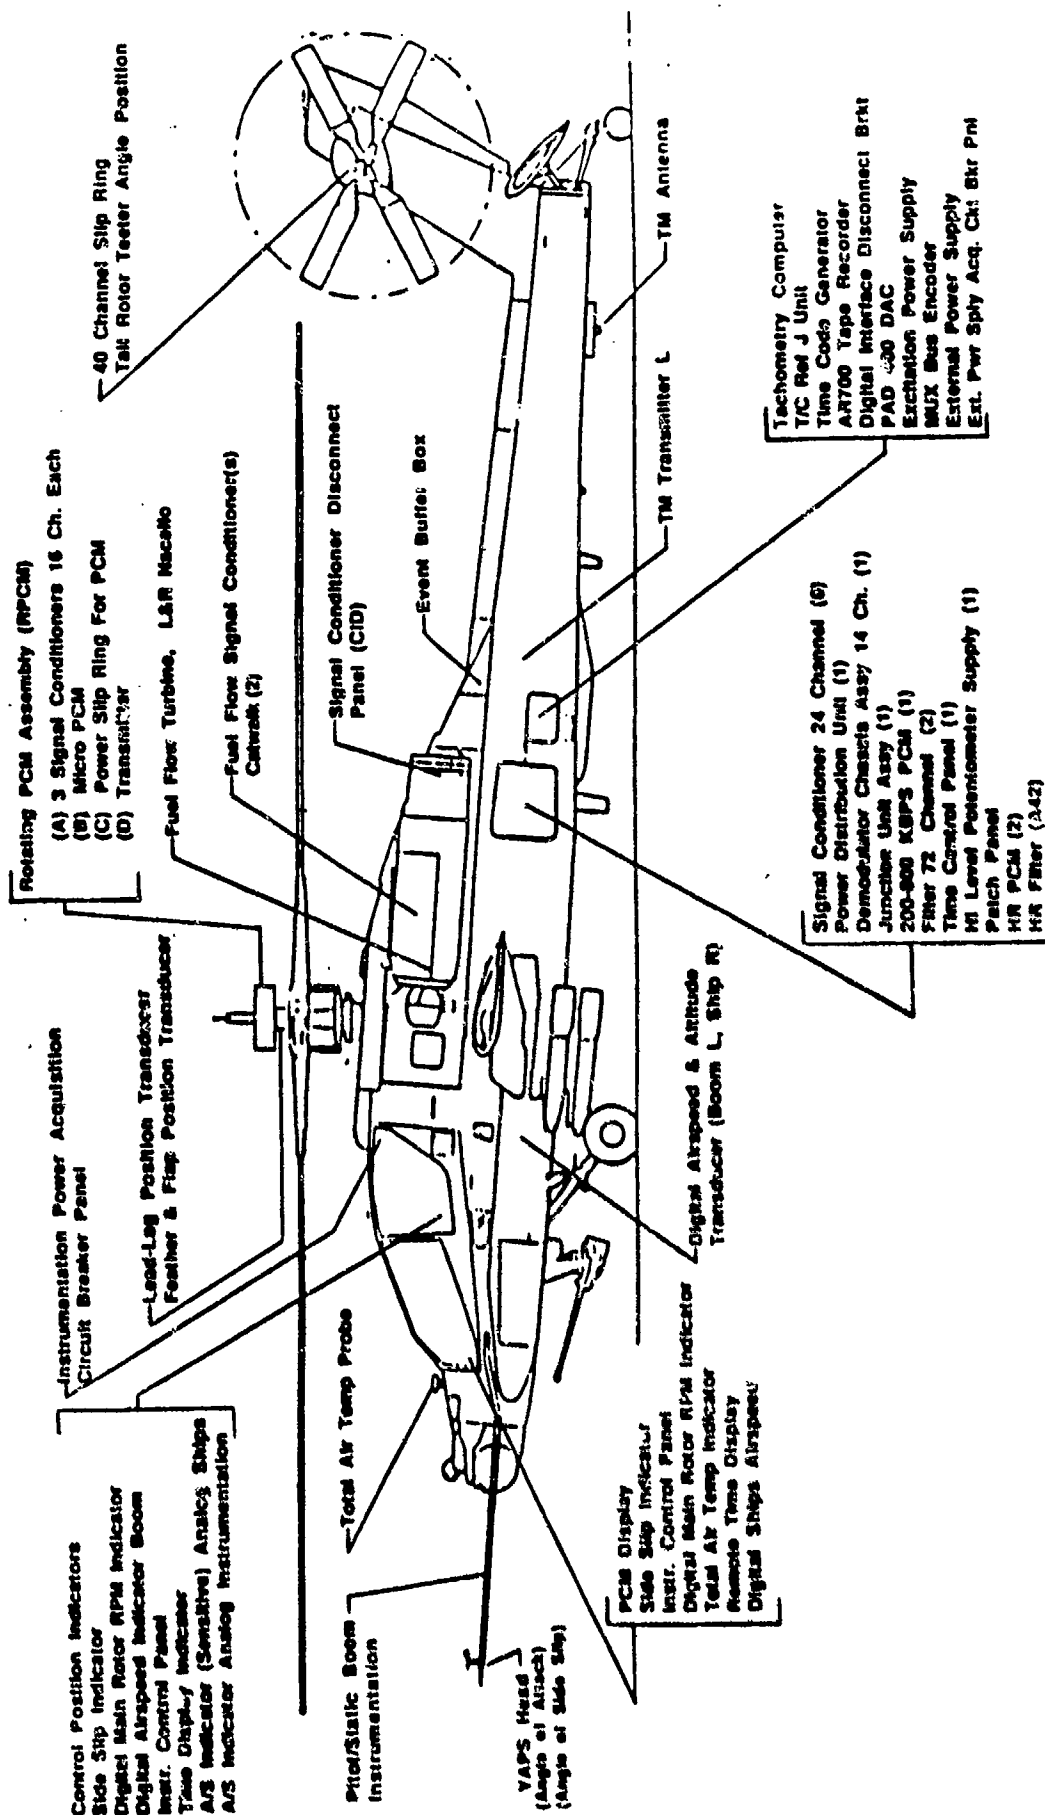 Control Position Indicators
Side Slip Indicator
Digital Main Rotor RPM Indicator
Digital Airspeed Indicator Boom
Instr. Control Panel
Time Display Indicator
A/S Indicator (Sensitive) Analog Ships
A/S Indicator Analog Instrumentation
Instrumentation Power Acquisition
Circuit Breaker Panel
Lead-Lag Position Transducer
Feather & Flap Position Transducer
Rotating PCM Assembly (RPCM)
(A) 3 Signal Conditioners 16 Ch. Each
(B) Micro PCM
(C) Power Slip Ring For PCM
(D) Transmitter
Fuel Flow Turbine, L&R Nacelle
Fuel Flow Signal Conditioner(s)
Catwalk (2)
Signal Conditioner Disconnect
Panel (CID)
Event Buffer Box
40 Channel Slip Ring
Tail Rotor Teeter Angle Position
Total Air Temp Probe
Pitot/Static Boom
Instrumentation
YAPS Head
(Angle of Attack)
(Angle of Side Slip)
PCM Display
Side Slip Indicator
Instr. Control Panel
Digital Main Rotor RPM Indicator
Total Air Temp Indicator
Remote Time Display
Digital Ships Airspeed
Digital Airspeed & Altitude
Transducer (Boom L, Ship R)
Signal Conditioner 24 Channel (6)
Power Distribution Unit (1)
Demodulator Chassis Assy 14 Ch. (1)
Junction Unit Assy (1)
200-800 KBPS PCM (1)
Filter 72 Channel (2)
Time Control Panel (1)
HI Level Potentometer Supply (1)
Patch Panel
HR PCM (2)
HR Filter (A42)
TM Transmitter L
TM Antenna
Tachometry Computer
T/C Ref J Unit
Time Code Generator
AR700 Tape Recorder
Digital Interface Disconnect Brkt
PAD DAC
Excitation Power Supply
MUX Bus Encoder
External Power Supply
Ext. Pwr Sply Acq. Ckt Bkr Pnl